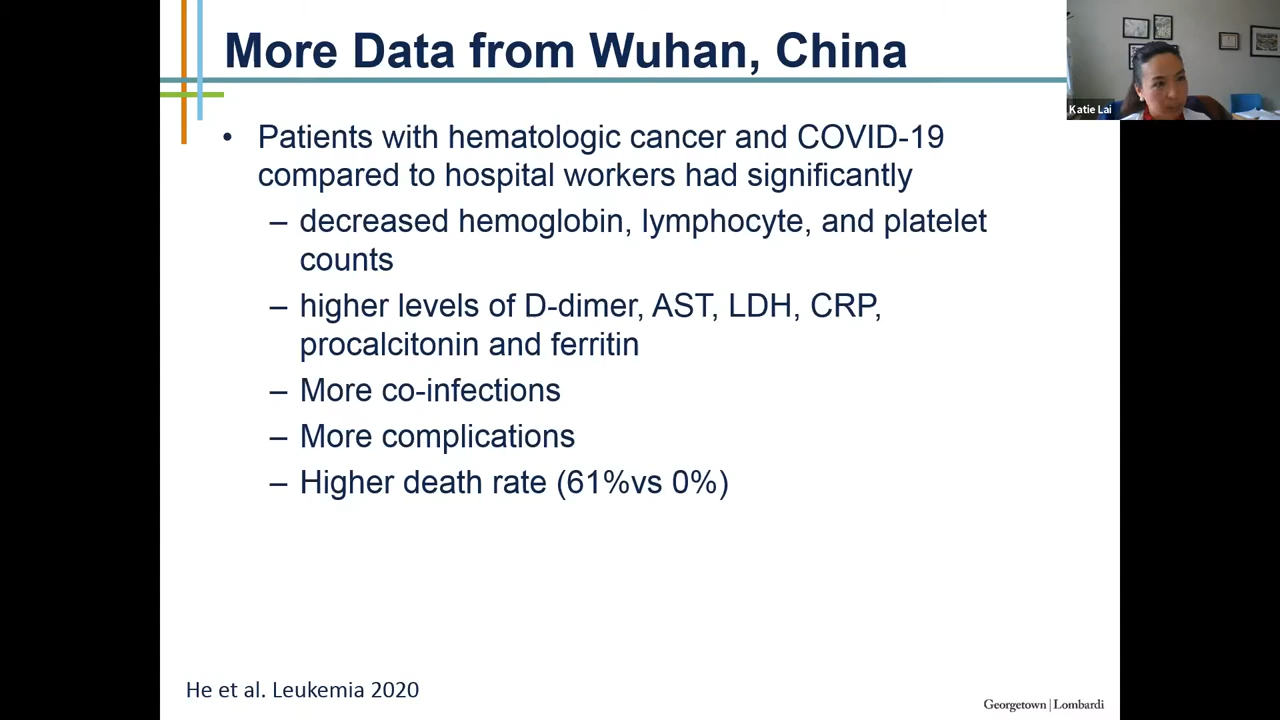 More Data from Wuhan, China
Katie Lai
• Patients with hematologic cancer and COVID-19
compared to hospital workers had significantly
– decreased hemoglobin, lymphocyte, and platelet
counts
– higher levels of D-dimer, AST, LDH, CRP,
procalcitonin and ferritin
– More co-infections
– More complications
– Higher death rate (61%vs 0%)
He et al. Leukemia 2020
Georgetown | Lombardi